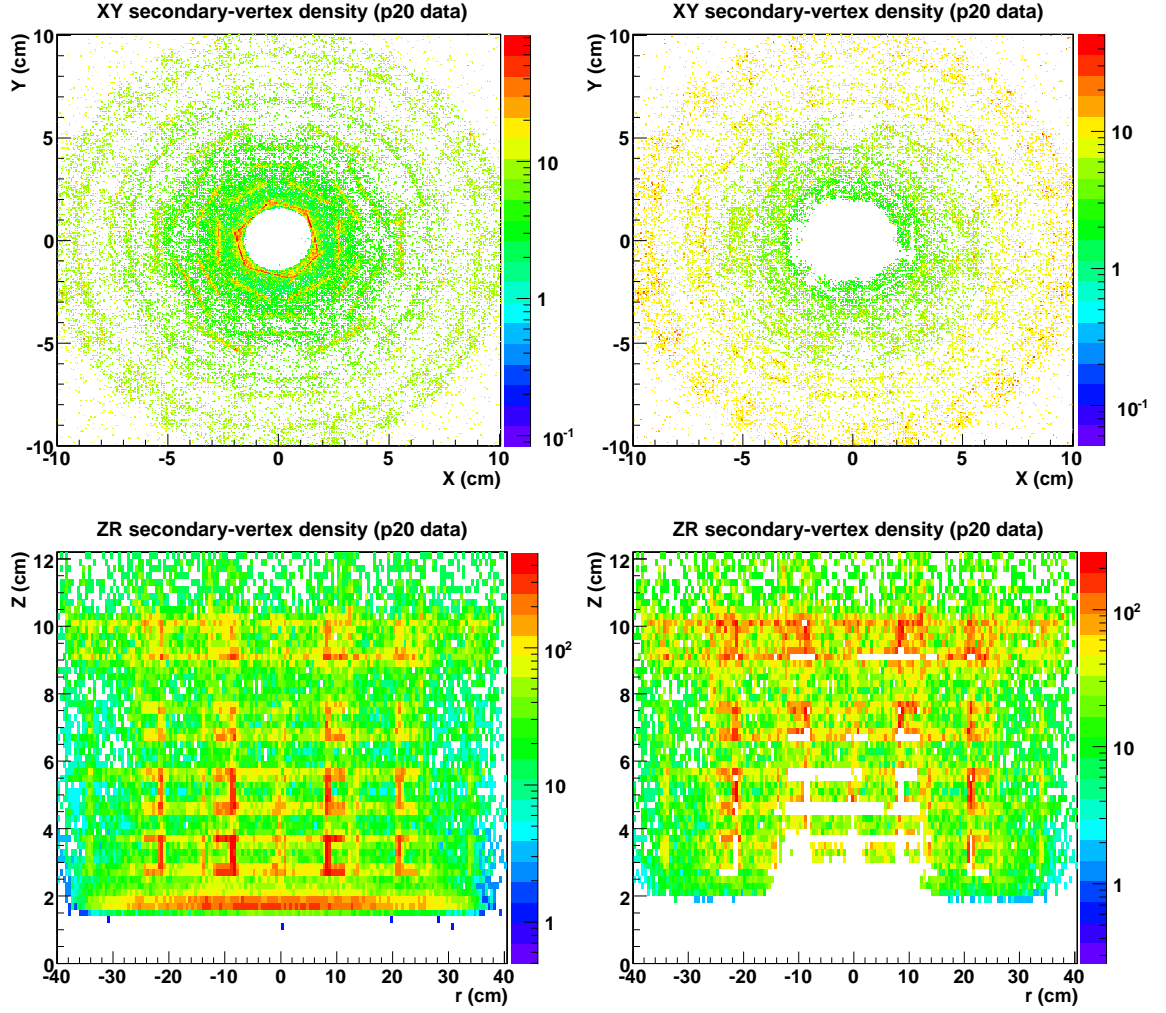 XY secondary-vertex density (p20 data)
Y (cm)
10
5
0
-5
-10
-10 -5 0 5 10
X (cm)
10
1
10⁻¹
XY secondary-vertex density (p20 data)
Y (cm)
10
5
0
-5
-10
-10 -5 0 5 10
X (cm)
10
1
10⁻¹
ZR secondary-vertex density (p20 data)
Z (cm)
12
10
8
6
4
2
0
-40 -30 -20 -10 0 10 20 30 40
r (cm)
10²
10
1
ZR secondary-vertex density (p20 data)
Z (cm)
12
10
8
6
4
2
0
-40 -30 -20 -10 0 10 20 30 40
r (cm)
10²
10
1